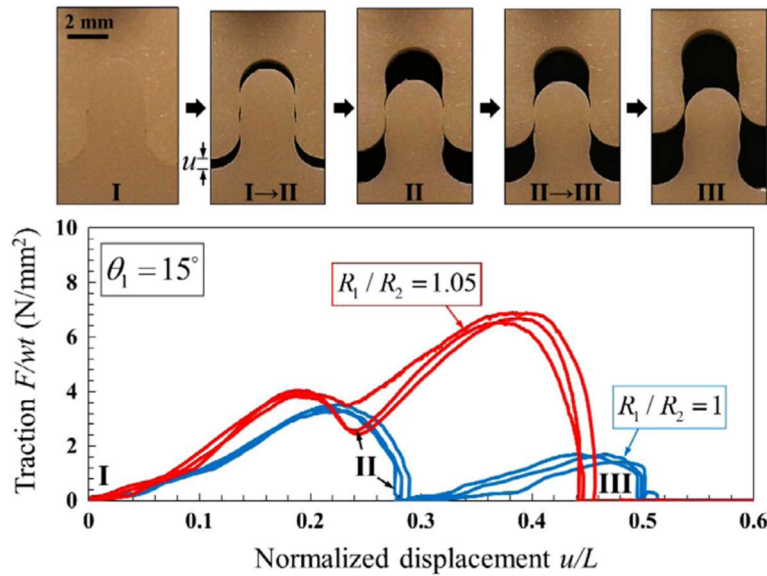 2 mm
u
I
I→II
II
II→III
III
10
8
6
4
2
0
Traction F/wt (N/mm²)
θ₁ = 15°
R₁ / R₂ = 1.05
R₁ / R₂ = 1
I
II
III
0
0.1
0.2
0.3
0.4
0.5
0.6
Normalized displacement u/L